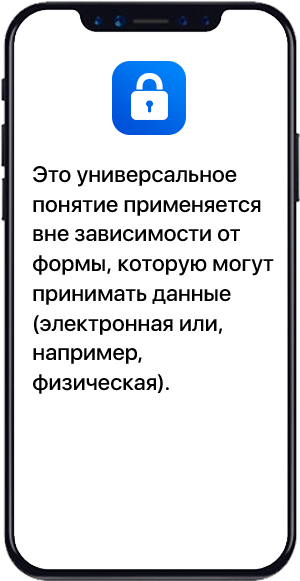 Это универсальное
понятие применяется
вне зависимости от
формы, которую могут
принимать данные
(электронная или,
например,
физическая).